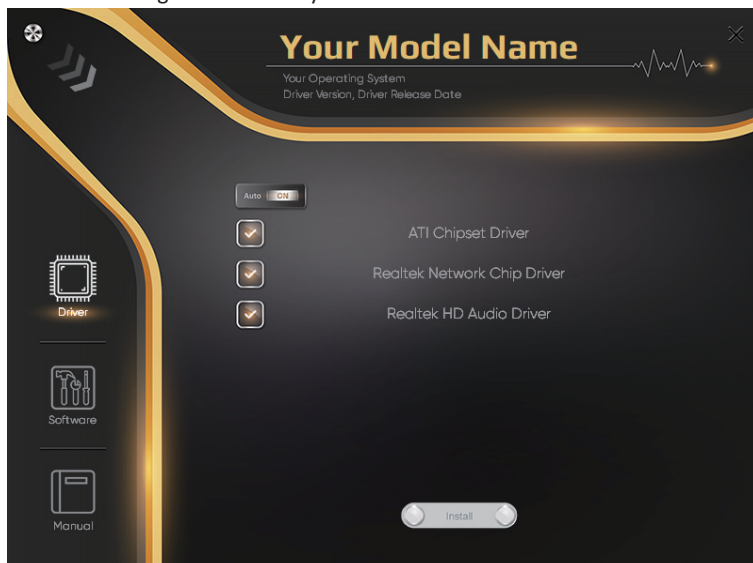 Your Model Name
Your Operating System
Driver Version, Driver Release Date
Auto ON
ATI Chipset Driver
Realtek Network Chip Driver
Realtek HD Audio Driver
Driver
Software
Manual
Install